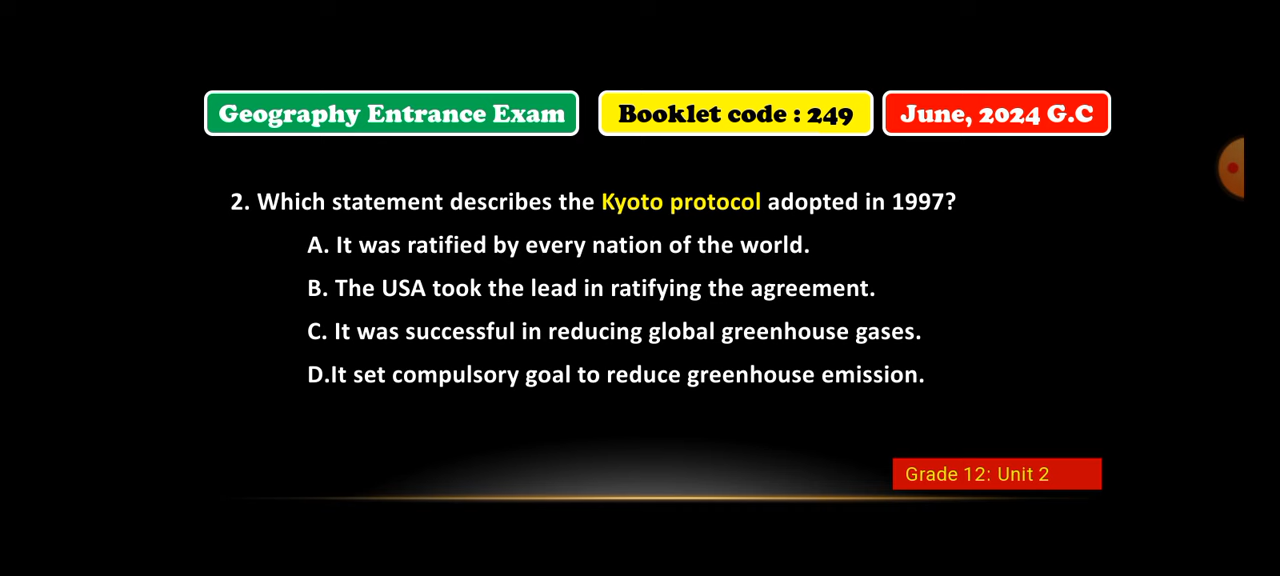 Geography Entrance Exam Booklet code : 249 June, 2024 G.C
2. Which statement describes the Kyoto protocol adopted in 1997?
A. It was ratified by every nation of the world.
B. The USA took the lead in ratifying the agreement.
C. It was successful in reducing global greenhouse gases.
D.It set compulsory goal to reduce greenhouse emission.
Grade 12: Unit 2